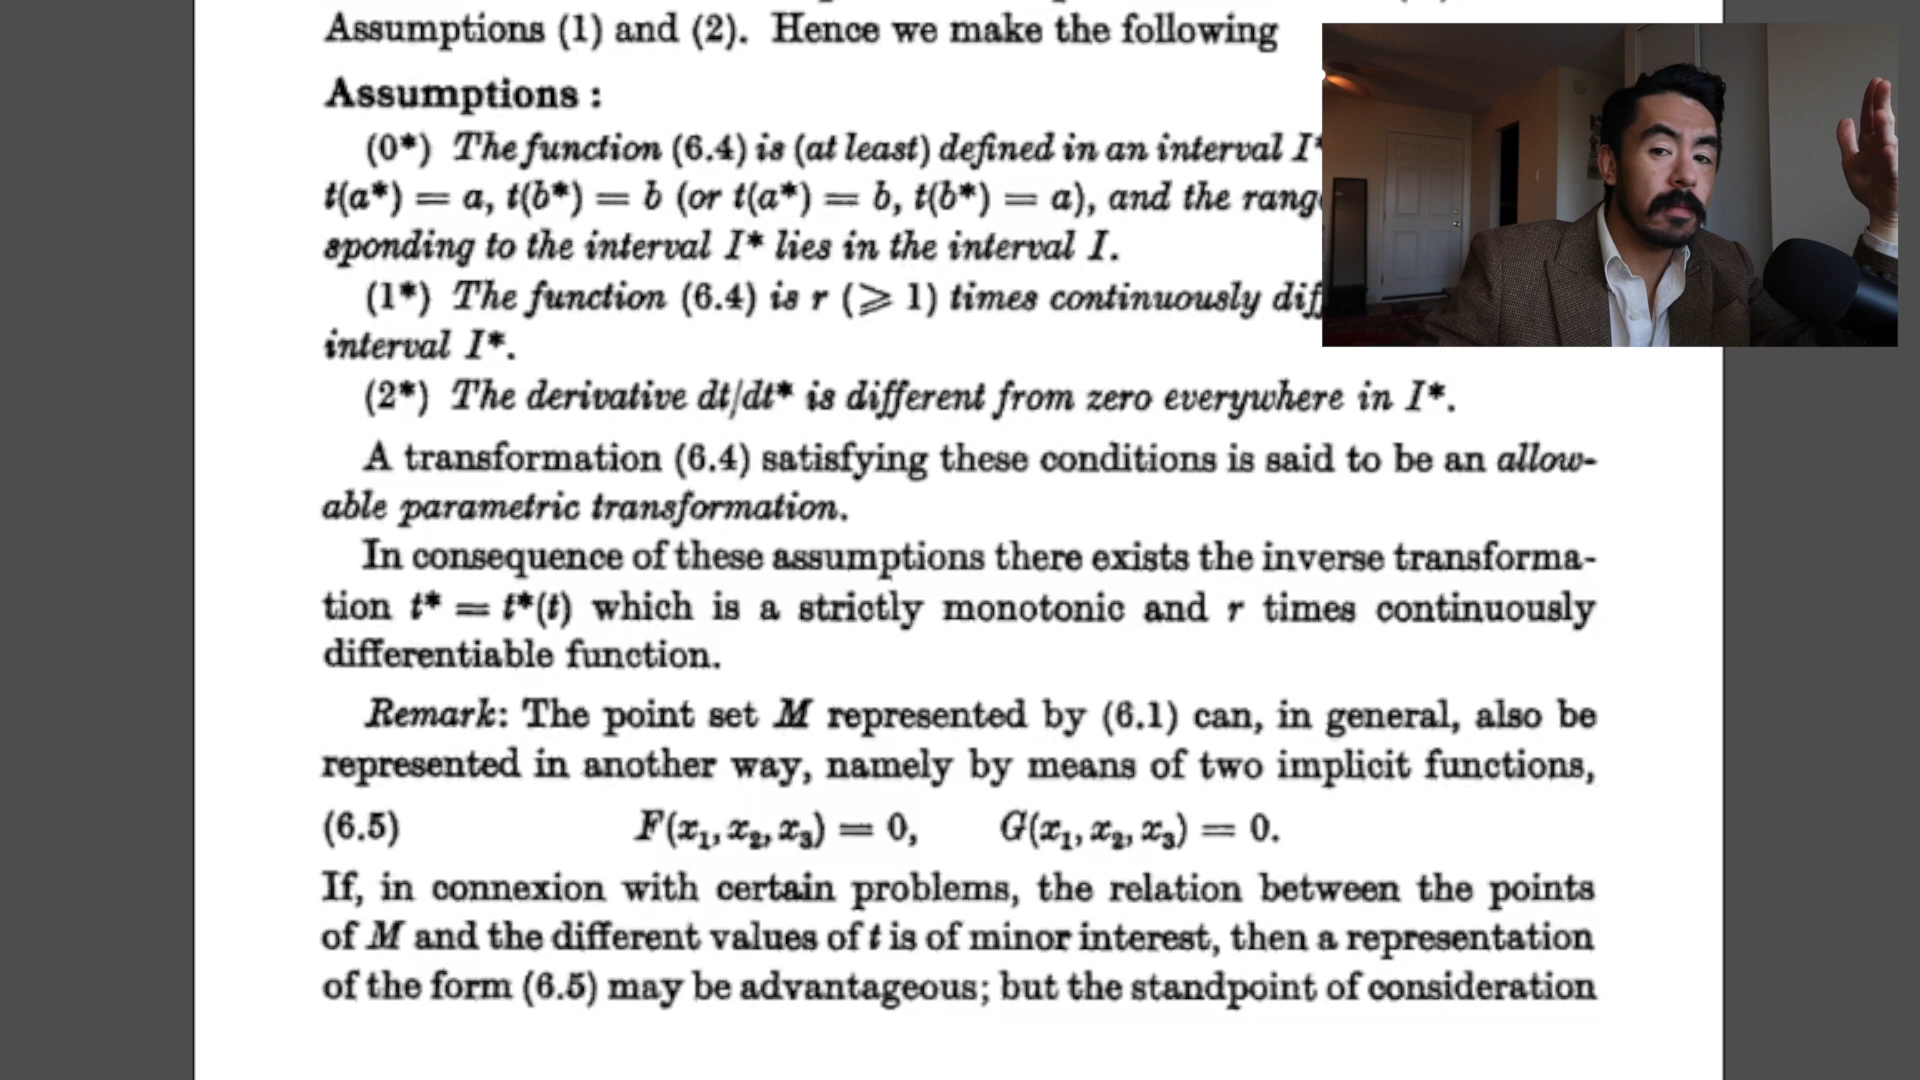 Assumptions (1) and (2). Hence we make the following
Assumptions :
(0*) The function (6.4) is (at least) defined in an interval I*
t(a*) = a, t(b*) = b (or t(a*) = b, t(b*) = a), and the
sponding to the interval I* lies in the interval I.
(1*) The function (6.4) is r (⩾ 1) times continuously
interval I*.
(2*) The derivative dt/dt* is different from zero everywhere in I*.
A transformation (6.4) satisfying these conditions is said to be an allow-
able parametric transformation.
In consequence of these assumptions there exists the inverse transforma-
tion t* = t*(t) which is a strictly monotonic and r times continuously
differentiable function.
Remark: The point set M represented by (6.1) can, in general, also be
represented in another way, namely by means of two implicit functions,
(6.5) F(x₁, x₂, x₃) = 0, G(x₁, x₂, x₃) = 0.
If, in connexion with certain problems, the relation between the points
of M and the different values of t is of minor interest, then a representation
of the form (6.5) may be advantageous; but the standpoint of consideration